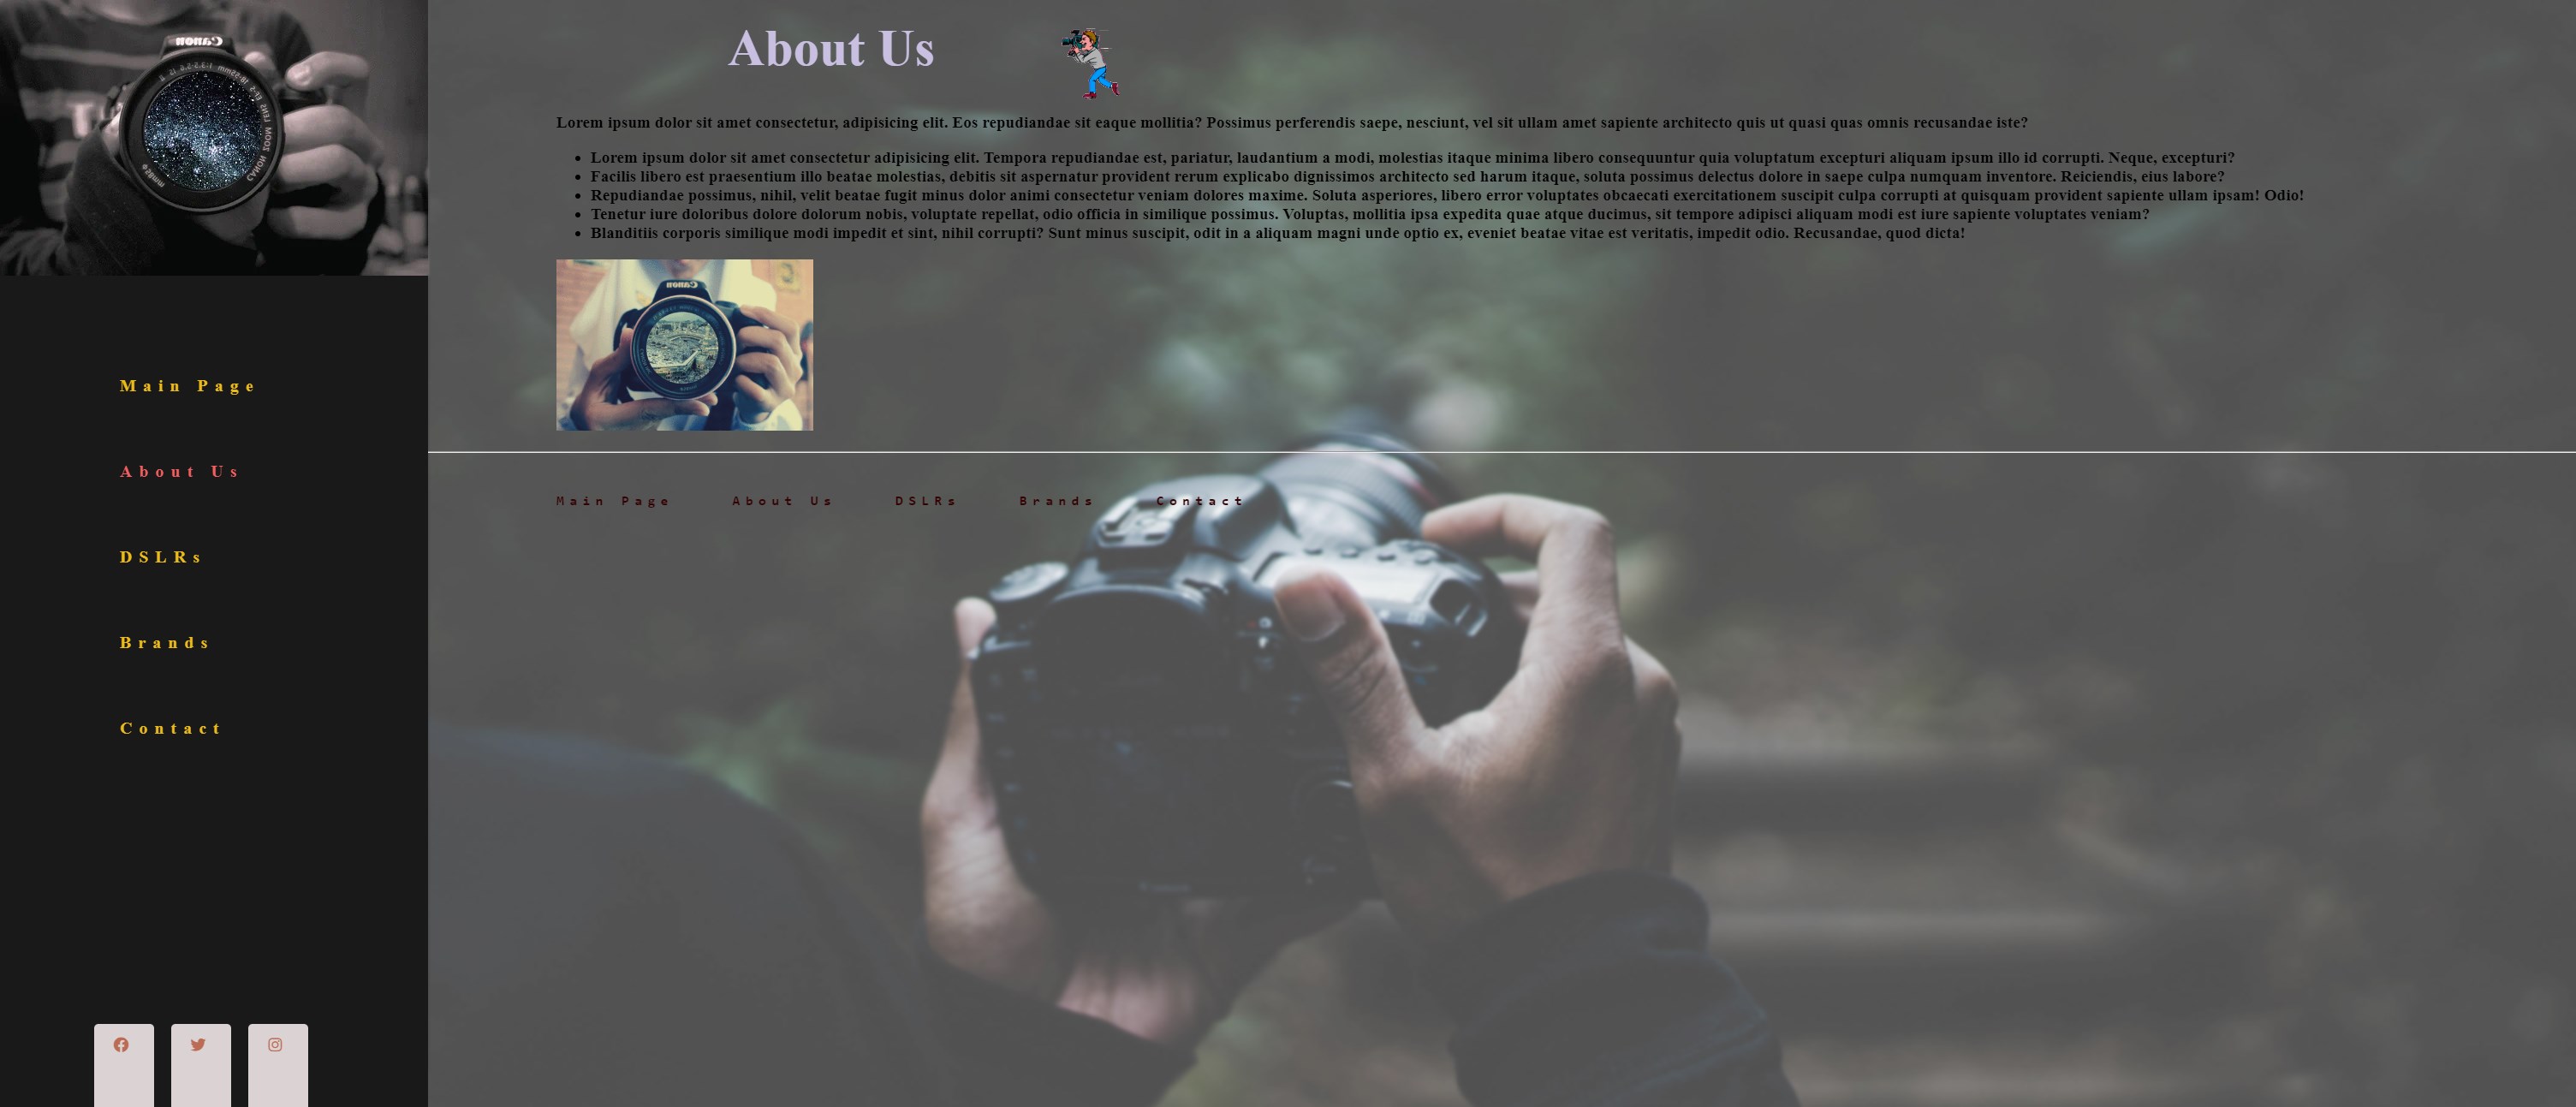 Canon
About Us
Lorem ipsum dolor sit amet consectetur, adipisicing elit. Eos repudiandae sit eaque mollitia? Possimus perferendis saepe, nesciunt, vel sit ullam amet sapiente architecto quis ut quasi quas omnis recusandae iste?
• Lorem ipsum dolor sit amet consectetur adipisicing elit. Tempora repudiandae est, pariatur, laudantium a modi, molestias itaque minima libero consequuntur quia voluptatum excepturi aliquam ipsum illo id corrupti. Neque, excepturi?
• Facilis libero est praesentium illo beatae molestias, debitis sit aspernatur provident rerum explicabo dignissimos architecto sed harum itaque, soluta possimus delectus dolore in saepe culpa numquam inventore. Reiciendis, eius labore?
• Repudiandae possimus, nihil, velit beatae fugit minus dolor animi consectetur veniam dolores maxime. Soluta asperiores, libero error voluptates obcaecati exercitationem suscipit culpa corrupti at quisquam provident sapiente ullam ipsam! Odio!
• Tenetur iure doloribus dolore dolorum nobis, voluptate repellat, odio officia in similique possimus. Voluptas, mollitia ipsa expedita quae atque ducimus, sit tempore adipisci aliquam modi est iure sapiente voluptates veniam?
• Blanditiis corporis similique modi impedit et sint, nihil corrupti? Sunt minus suscipit, odit in a aliquam magni unde optio ex, eveniet beatae vitae est veritatis, impedit odio. Recusandae, quod dicta!
Canon
Main Page
About Us
DSLRs
Brands
Contact
Main Page About Us DSLRs Brands Contact